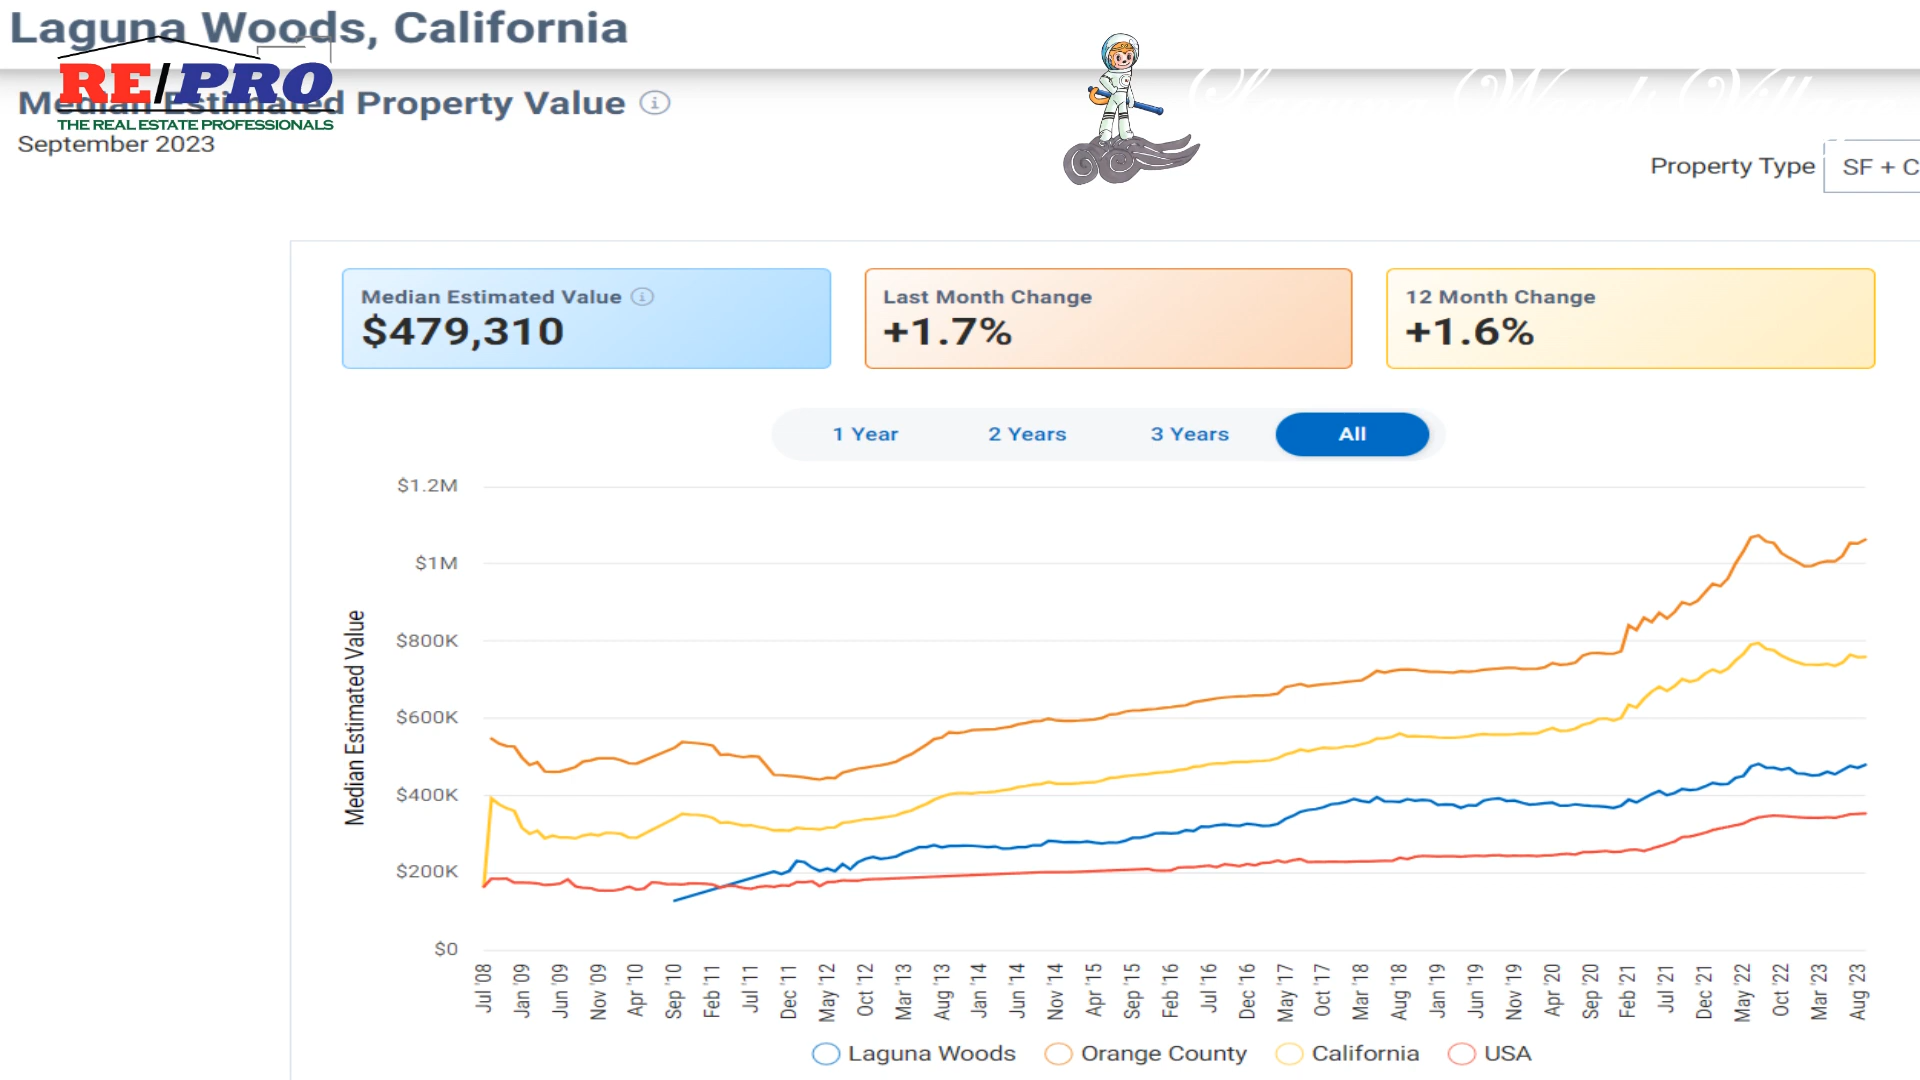 Laguna Woods, California
RE/PRO
THE REAL ESTATE PROFESSIONALS
Median Estimated Property Value
September 2023
Property Type SF + C
Median Estimated Value
$479,310
Last Month Change
+1.7%
12 Month Change
+1.6%
1 Year 2 Years 3 Years All
Median Estimated Value
$1.2M
$1M
$800K
$600K
$400K
$200K
$0
Jul '08 Jan '09 Jun '09 Nov '09 Apr '10 Sep '10 Feb '11 Jul '11 Dec '11 May '12 Oct '12 Mar '13 Aug '13 Jan '14 Jun '14 Nov '14 Apr '15 Sep '15 Feb '16 Jul '16 Dec '16 May '17 Oct '17 Mar '18 Aug '18 Jan '19 Jun '19 Nov '19 Apr '20 Sep '20 Feb '21 Jul '21 Dec '21 May '22 Oct '22 Mar '23 Aug '23
Laguna Woods Orange County California USA